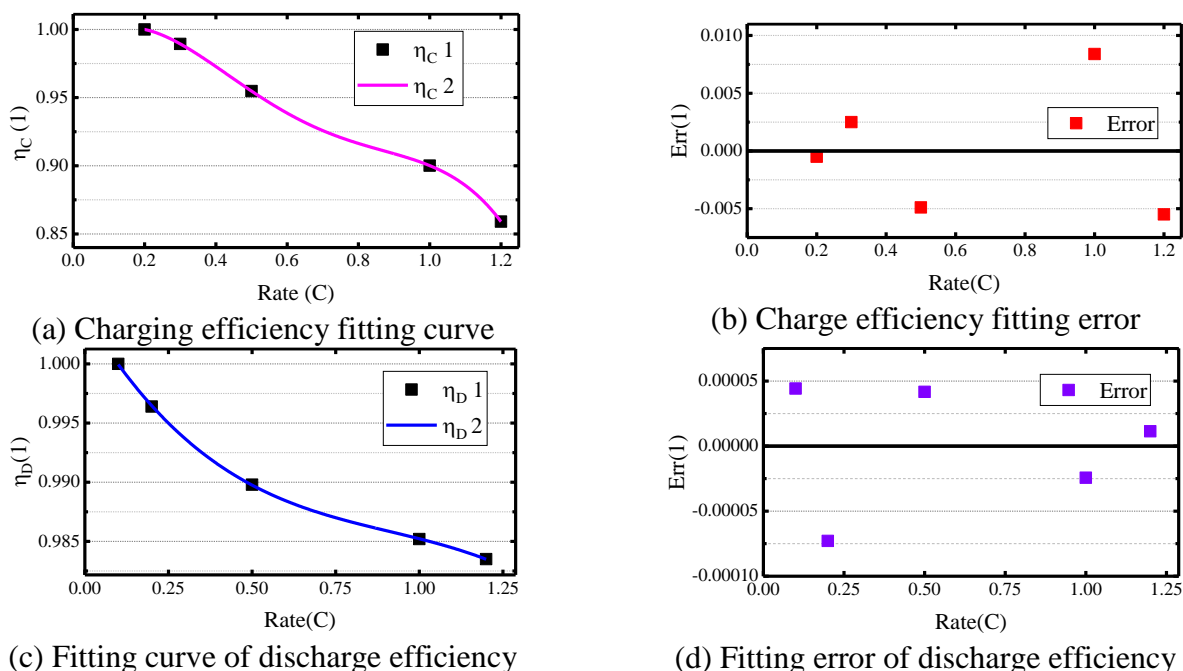 1.00
0.95
0.90
0.85
η_C (1)
η_C 1
η_C 2
0.0 0.2 0.4 0.6 0.8 1.0 1.2
Rate (C)
(a) Charging efficiency fitting curve
0.010
0.005
0.000
-0.005
Err(1)
Error
0.0 0.2 0.4 0.6 0.8 1.0 1.2
Rate(C)
(b) Charge efficiency fitting error
1.000
0.995
0.990
0.985
η_D(1)
η_D 1
η_D 2
0.00 0.25 0.50 0.75 1.00 1.25
Rate(C)
(c) Fitting curve of discharge efficiency
0.00005
0.00000
-0.00005
-0.00010
Err(1)
Error
0.00 0.25 0.50 0.75 1.00 1.25
Rate(C)
(d) Fitting error of discharge efficiency